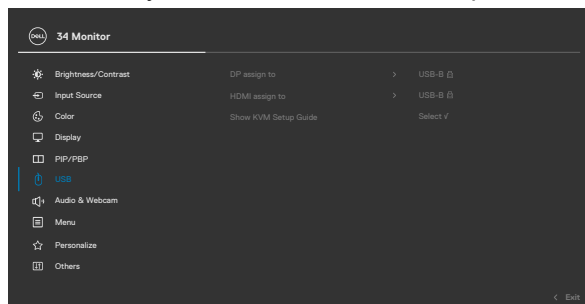 DELL
34 Monitor
Brightness/Contrast
DP assign to > USB-B
Input Source
HDMI assign to > USB-B
Color
Show KVM Setup Guide Select √
Display
PIP/PBP
USB
Audio & Webcam
Menu
Personalize
Others
< Exit